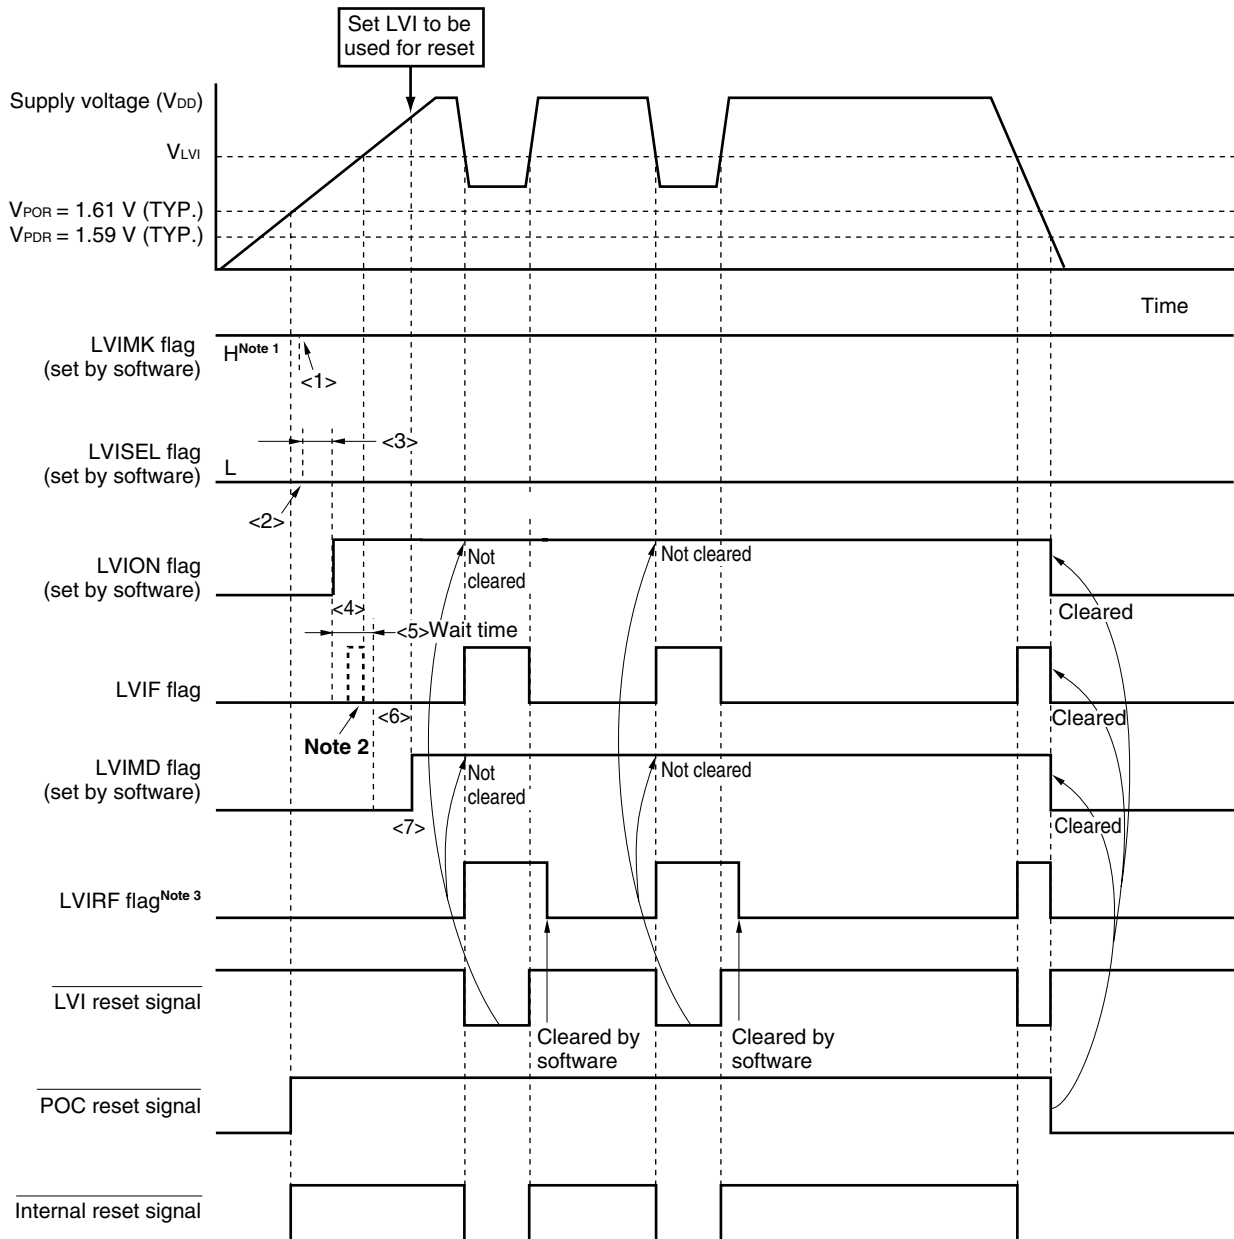 Set LVI to be
used for reset
Supply voltage (VDD)
VLVI
VPOR = 1.61 V (TYP.)
VPDR = 1.59 V (TYP.)
Time
LVIMK flag
(set by software)
H Note 1
<1>
LVISEL flag
(set by software)
L
<3>
<2>
LVION flag
(set by software)
Not
cleared
Not cleared
Cleared
<4>
<5> Wait time
LVIF flag
<6>
Note 2
Cleared
LVIMD flag
(set by software)
Not
cleared
Not cleared
Cleared
<7>
LVIRF flag Note 3
LVI reset signal
Cleared by
software
Cleared by
software
POC reset signal
Internal reset signal